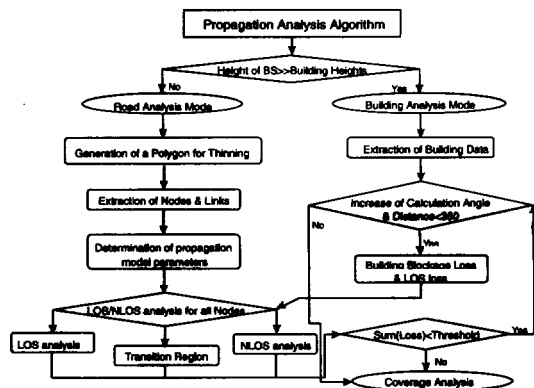 Propagation Analysis Algorithm
Height of BS>>Building Heights
No
Yes
Road Analysis Mode
Building Analysis Mode
Generation of a Polygon for Thinning
Extraction of Building Data
Extraction of Nodes & Links
Increase of Calculation Angle
& Distance<360
No
Yes
Determination of propagation
model parameters
Building Blockage Loss
& LOS loss
LOS/NLOS analysis for all Nodes
Sum(Loss)<Threshold
Yes
LOS analysis
Transition Region
NLOS analysis
No
Coverage Analysis